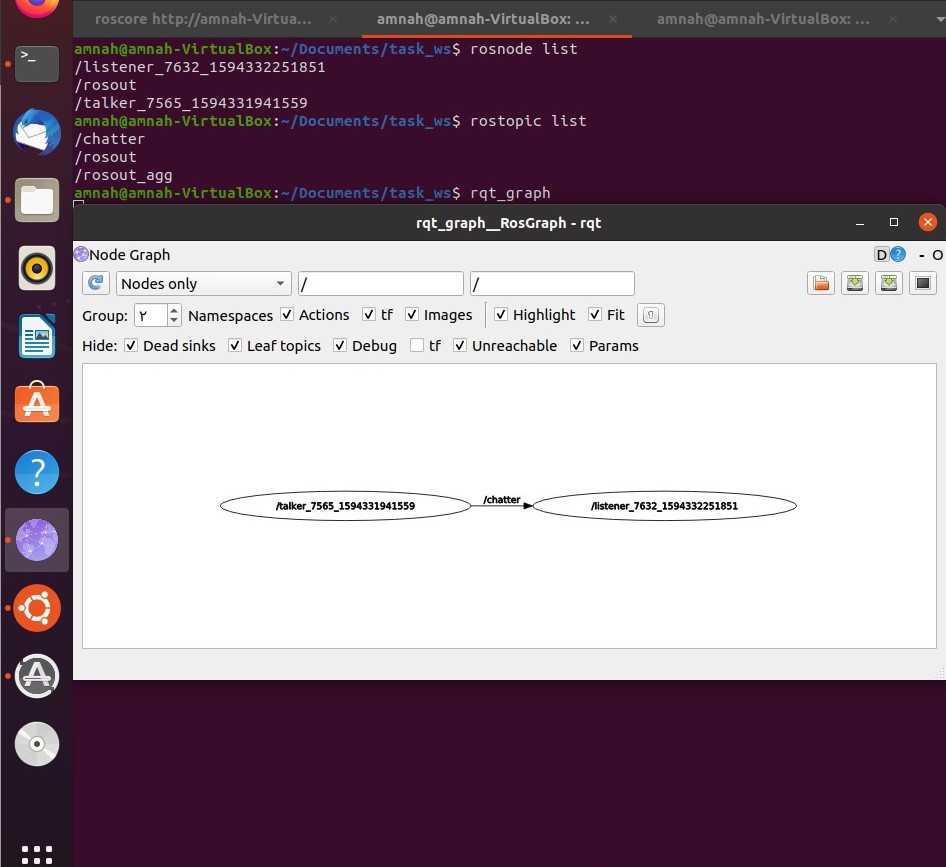 roscore http://amnah-Virtua... × amnah@amnah-VirtualBox: ... × amnah@amnah-VirtualBox: ... ×
amnah@amnah-VirtualBox:~/Documents/task_ws$ rosnode list
/listener_7632_1594332251851
/rosout
/talker_7565_1594331941559
amnah@amnah-VirtualBox:~/Documents/task_ws$ rostopic list
/chatter
/rosout
/rosout_agg
amnah@amnah-VirtualBox:~/Documents/task_ws$ rqt_graph
rqt_graph__RosGraph - rqt
Node Graph D ? - O
Nodes only / /
Group: ٢ Namespaces Actions tf Images Highlight Fit
Hide: Dead sinks Leaf topics Debug tf Unreachable Params
/talker_7565_1594331941559 /chatter /listener_7632_1594332251851